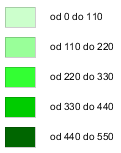 od 0 do 110
od 110 do 220
od 220 do 330
od 330 do 440
od 440 do 550